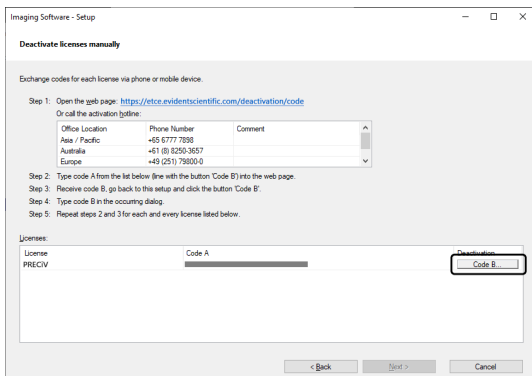 Imaging Software - Setup
Deactivate licenses manually
Exchange codes for each license via phone or mobile device.
Step 1: Open the web page: https://etce.evidentscientific.com/deactivation/code
Or call the activation hotline:
Office Location Phone Number Comment
Asia / Pacific +65 6777 7898
Australia +61 (8) 8250-3657
Europe +49 (251) 79800-0
Step 2: Type code A from the list below (line with the button 'Code B') into the web page.
Step 3: Receive code B, go back to this setup and click the button 'Code B'.
Step 4: Type code B in the occurring dialog.
Step 5: Repeat steps 2 and 3 for each and every license listed below.
Licenses:
License Code A Deactivation
PRECiV Code B...
< Back Next > Cancel